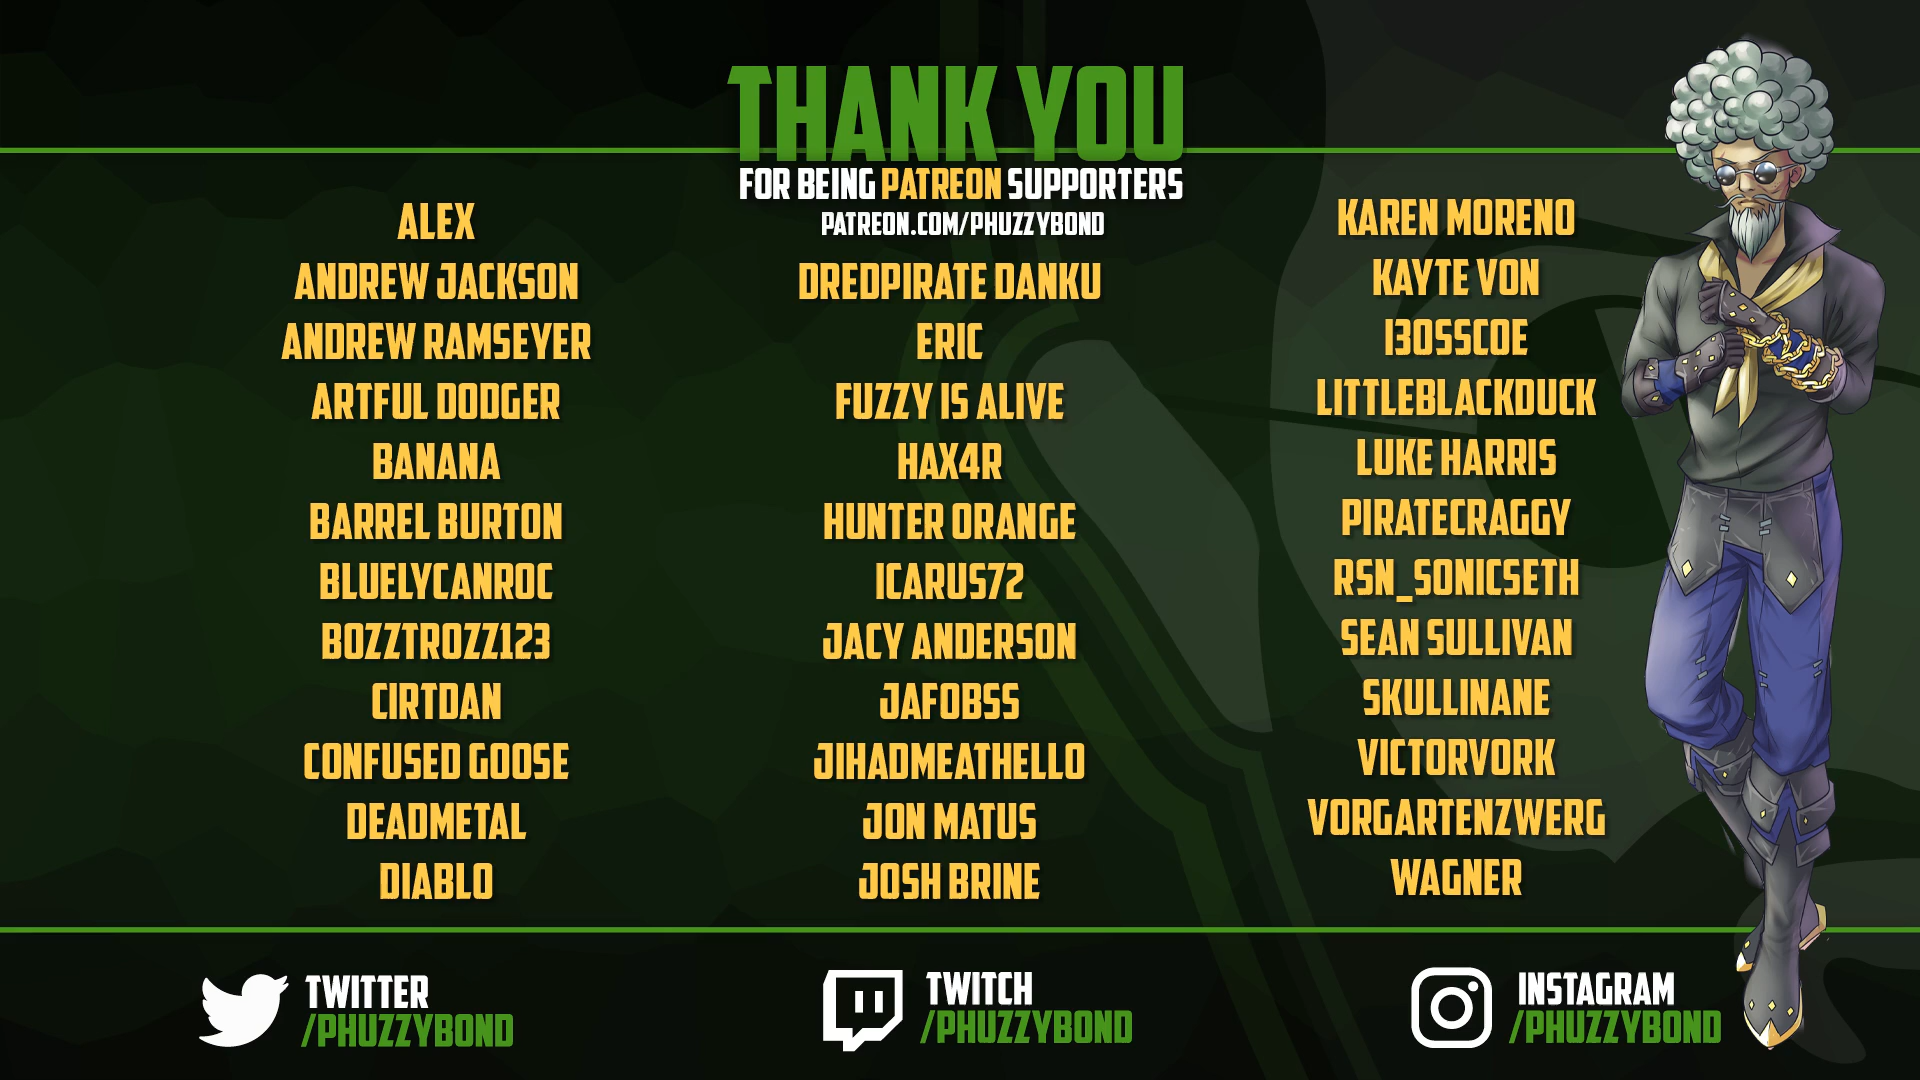 THANK YOU
FOR BEING PATREON SUPPORTERS
PATREON.COM/PHUZZYBOND
ALEX
ANDREW JACKSON
ANDREW RAMSEYER
ARTFUL DODGER
BANANA
BARREL BURTON
BLUELYCANROC
BOZZTROZZ123
CIRTDAN
CONFUSED GOOSE
DEADMETAL
DIABLO
DREDPIRATE DANKU
ERIC
FUZZY IS ALIVE
HAX4R
HUNTER ORANGE
ICARUS72
JACY ANDERSON
JAFOBSS
JIHADMEATHELLO
JON MATUS
JOSH BRINE
KAREN MORENO
KAYTE VON
I30SSCOE
LITTLEBLACKDUCK
LUKE HARRIS
PIRATECRAGGY
RSN_SONICSETH
SEAN SULLIVAN
SKULLINANE
VICTORVORK
VORGARTENZWERG
WAGNER
TWITTER
/PHUZZYBOND
TWITCH
/PHUZZYBOND
INSTAGRAM
/PHUZZYBOND